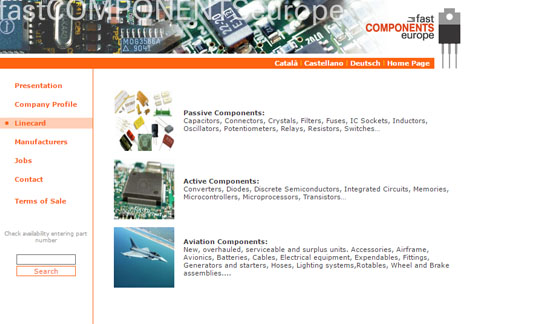 fastCOMPONENTSeurope
fast
COMPONENTS
europe
Català | Castellano | Deutsch | Home Page
Presentation
Company Profile
Linecard
Manufacturers
Jobs
Contact
Terms of Sale
Check availability entering part
number
Search
Passive Components:
Capacitors, Connectors, Crystals, Filters, Fuses, IC Sockets, Inductors,
Oscillators, Potentiometers, Relays, Resistors, Switches...
Active Components:
Converters, Diodes, Discrete Semiconductors, Integrated Circuits, Memories,
Microcontrollers, Microprocessors, Transistors...
Aviation Components:
New, overhauled, serviceable and surplus units. Accessories, Airframe,
Avionics, Batteries, Cables, Electrical equipment, Expendables, Fittings,
Generators and starters, Hoses, Lighting systems,Rotables, Wheel and Brake
assemblies....